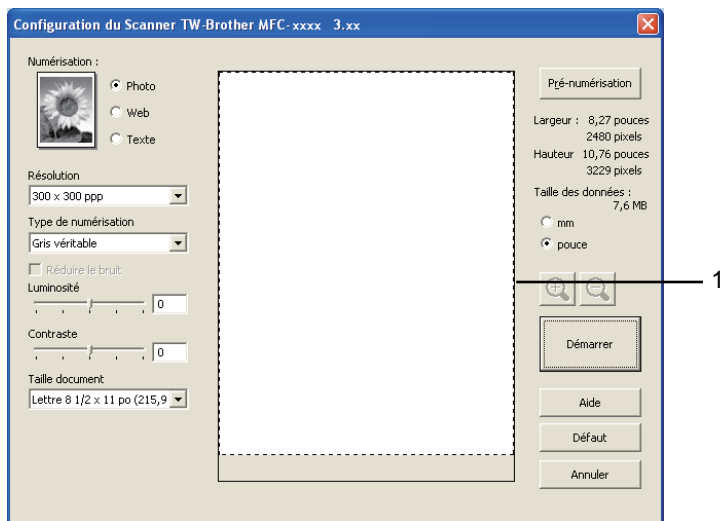 Configuration du Scanner TW-Brother MFC-xxxx 3.xx
Numérisation :
Photo
Web
Texte
Résolution
300 x 300 ppp
Type de numérisation
Gris véritable
Réduire le bruit
Luminosité
0
Contraste
0
Taille document
Lettre 8 1/2 x 11 po (215,9
Pré-numérisation
Largeur : 8,27 pouces
2480 pixels
Hauteur 10,76 pouces
3229 pixels
Taille des données :
7,6 MB
mm
pouce
1
Démarrer
Aide
Défaut
Annuler